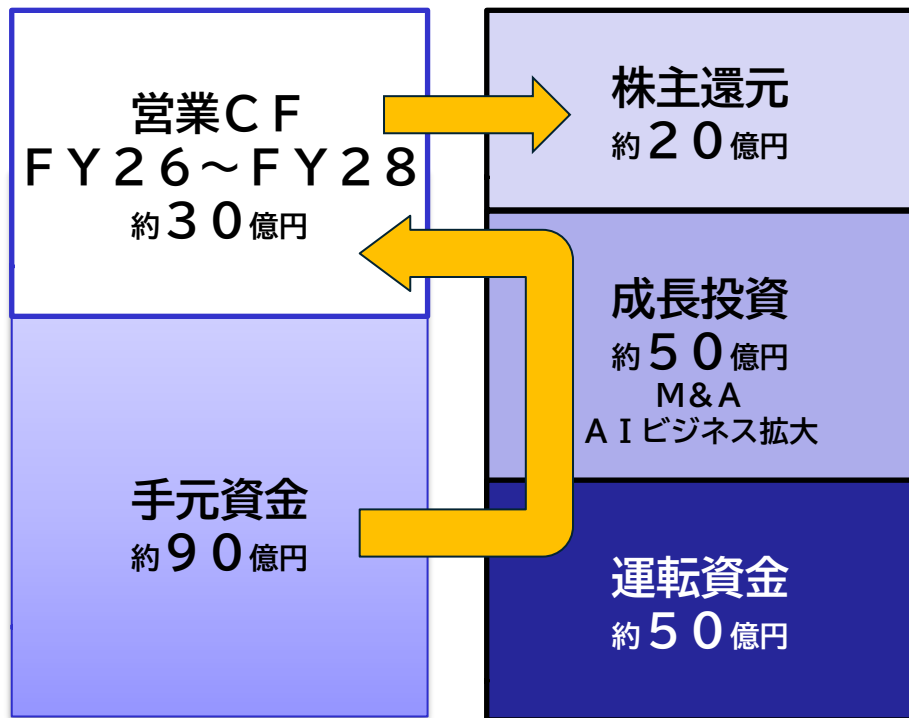 営業ＣＦ
ＦＹ２６～ＦＹ２８
約３０億円
手元資金
約９０億円
株主還元
約２０億円
成長投資
約５０億円
Ｍ&Ａ
ＡＩビジネス拡大
運転資金
約５０億円